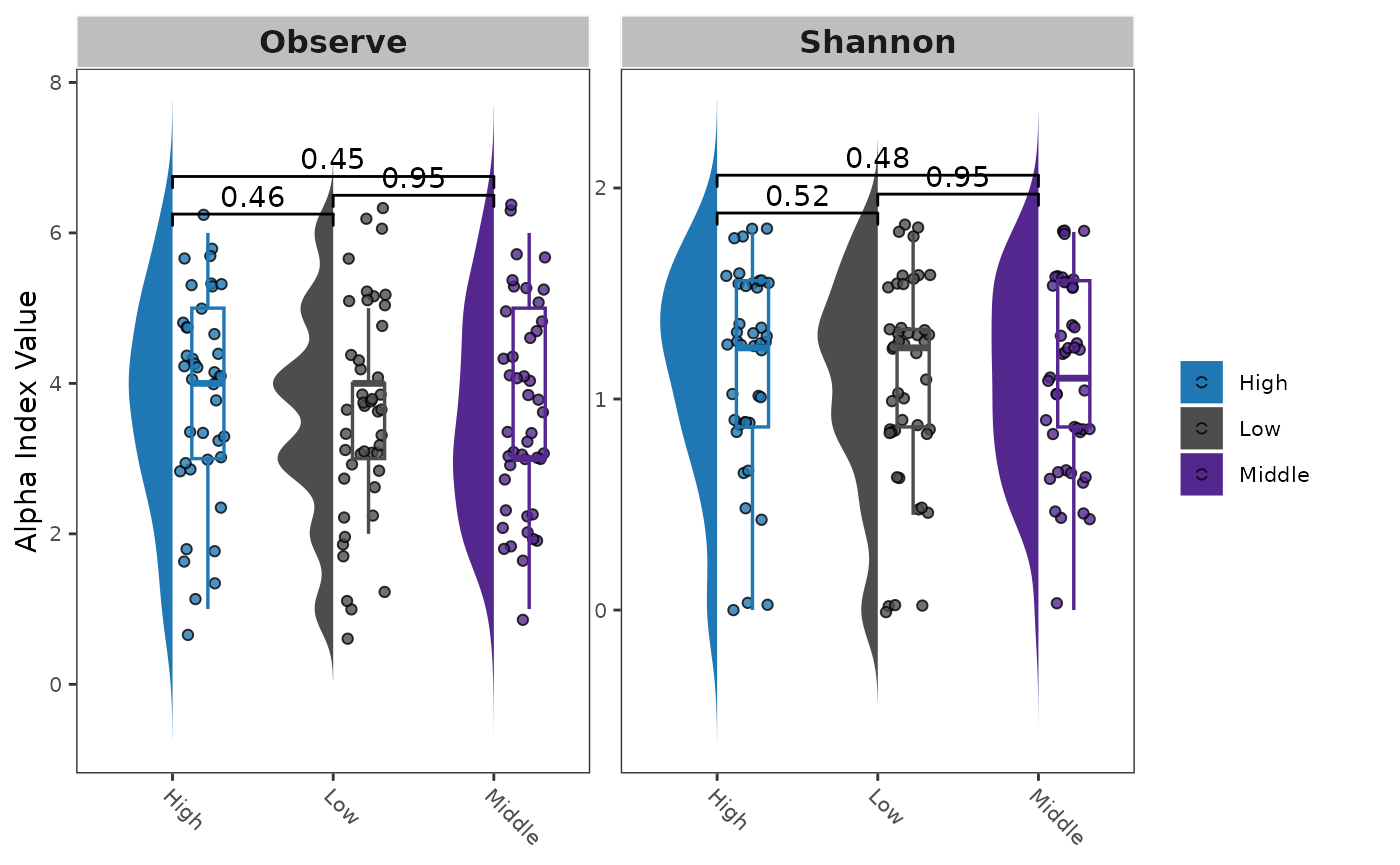 Observe
Shannon
Alpha Index Value
8
6
4
2
0
0.45
0.95
0.46
High
Low
Middle
2
1
0
0.48
0.95
0.52
High
Low
Middle
High
Low
Middle